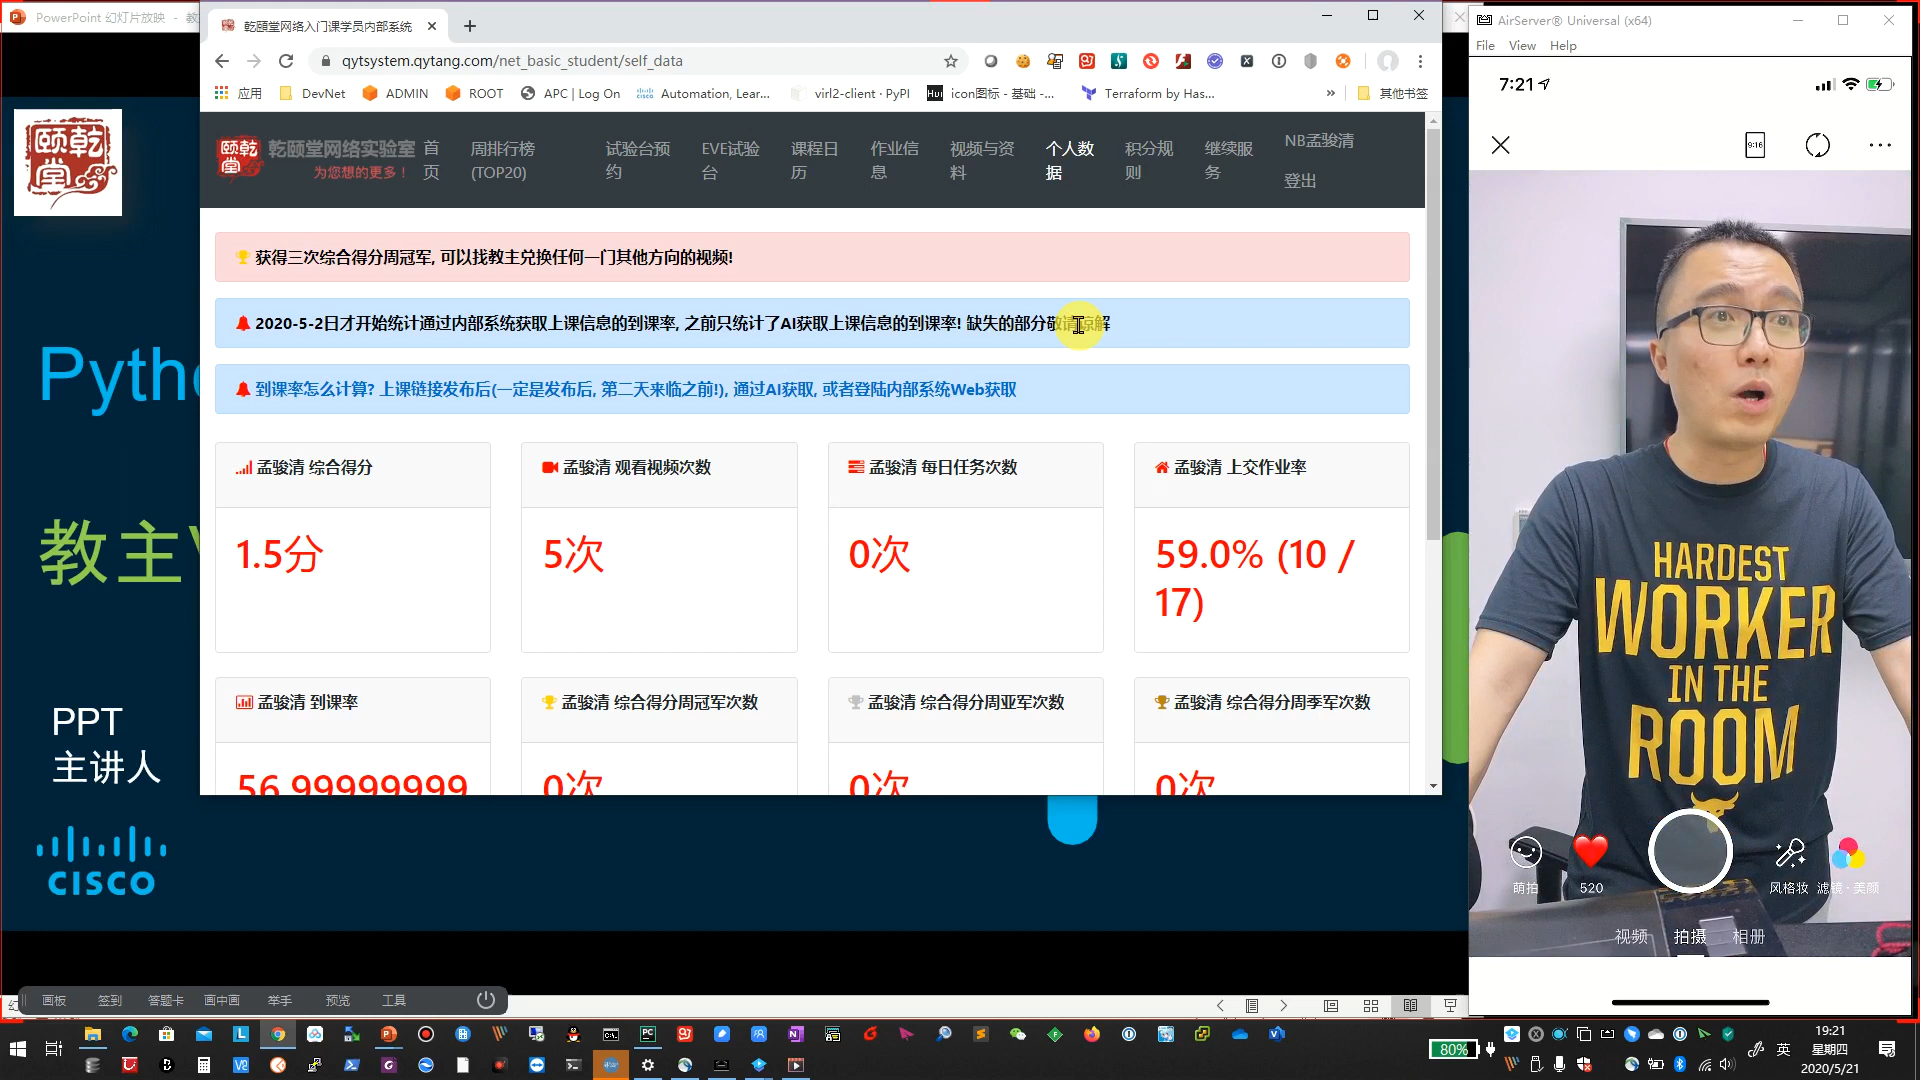 PowerPoint 幻灯片放映 - 教
乾颐堂网络入门课学员内部系统
qytsystem.qytang.com/net_basic_student/self_data
应用
DevNet
ADMIN
ROOT
APC | Log On
Automation, Lear...
virl2-client · PyPI
icon图标 - 基础 -...
Terraform by Has...
»
其他书签
颐乾堂
乾颐堂网络实验室
为您想的更多！
首页
周排行榜(TOP20)
试验台预约
EVE试验台
课程日历
作业信息
视频与资料
个人数据
积分规则
继续服务
NB孟骏清
登出
获得三次综合得分周冠军, 可以找教主兑换任何一门其他方向的视频!
2020-5-2日才开始统计通过内部系统获取上课信息的到课率, 之前只统计了AI获取上课信息的到课率! 缺失的部分敬请谅解
到课率怎么计算? 上课链接发布后(一定是发布后, 第二天来临之前!), 通过AI获取, 或者登陆内部系统Web获取
孟骏清 综合得分
1.5分
孟骏清 观看视频次数
5次
孟骏清 每日任务次数
0次
孟骏清 上交作业率
59.0% (10 /
17)
孟骏清 到课率
56.99999999
孟骏清 综合得分周冠军次数
0次
孟骏清 综合得分周亚军次数
0次
孟骏清 综合得分周季军次数
0次
颐乾堂
Pyth
教主
PPT
主讲人
CISCO
AirServer® Universal (x64)
File View Help
7:21
9:16
HARDEST
WORKER
IN THE
ROOM
萌拍
520
风格妆
滤镜·美颜
视频
拍摄
相册
画板
签到
答题卡
画中画
举手
预览
工具
80%
英
19:21
星期四
2020/5/21